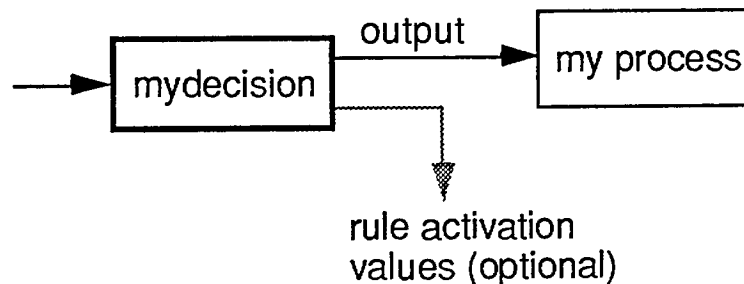 output
mydecision
my process
rule activation
values (optional)